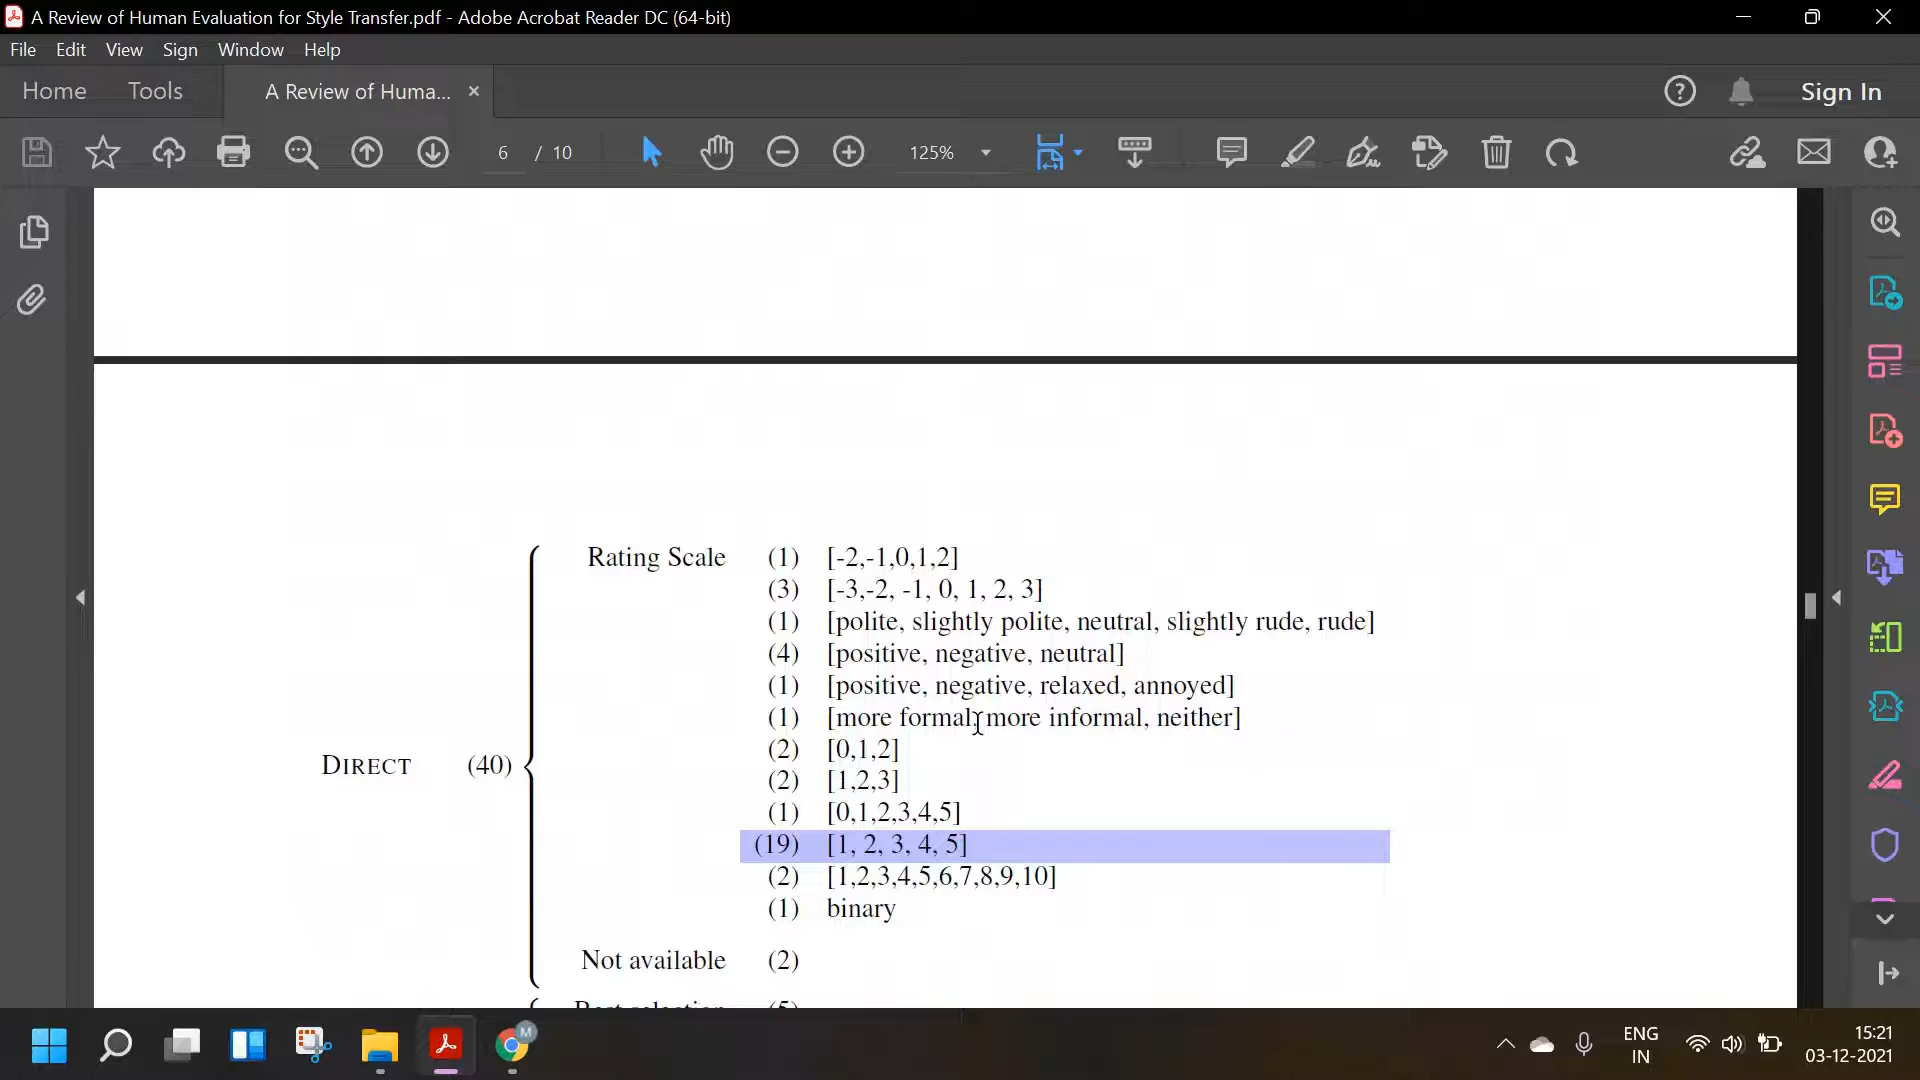 A Review of Human Evaluation for Style Transfer.pdf - Adobe Acrobat Reader DC (64-bit)
File Edit View Sign Window Help
Home Tools A Review of Huma... × ? Sign In
6 / 10 125%
Rating Scale (1) [-2,-1,0,1,2]
(3) [-3,-2, -1, 0, 1, 2, 3]
(1) [polite, slightly polite, neutral, slightly rude, rude]
(4) [positive, negative, neutral]
(1) [positive, negative, relaxed, annoyed]
(1) [more formal, more informal, neither]
(2) [0,1,2]
DIRECT (40)
(2) [1,2,3]
(1) [0,1,2,3,4,5]
(19) [1, 2, 3, 4, 5]
(2) [1,2,3,4,5,6,7,8,9,10]
(1) binary
Not available (2)
Best selection (5)
M
ENG
IN
15:21
03-12-2021